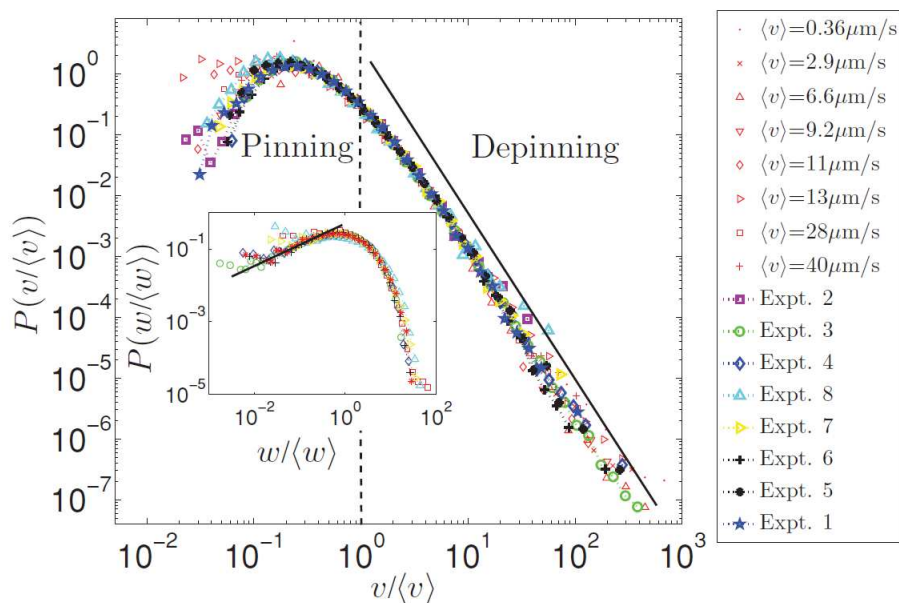 10^0
10^-1
10^-2
10^-3
10^-4
10^-5
10^-6
10^-7
P(v/⟨v⟩)
10^-2
10^-1
10^0
10^1
10^2
10^3
v/⟨v⟩
Pinning
Depinning
10^-1
10^-3
10^-5
P(w/⟨w⟩)
10^-2
10^0
10^2
w/⟨w⟩
⟨v⟩=0.36μm/s
⟨v⟩=2.9μm/s
⟨v⟩=6.6μm/s
⟨v⟩=9.2μm/s
⟨v⟩=11μm/s
⟨v⟩=13μm/s
⟨v⟩=28μm/s
⟨v⟩=40μm/s
Expt. 2
Expt. 3
Expt. 4
Expt. 8
Expt. 7
Expt. 6
Expt. 5
Expt. 1